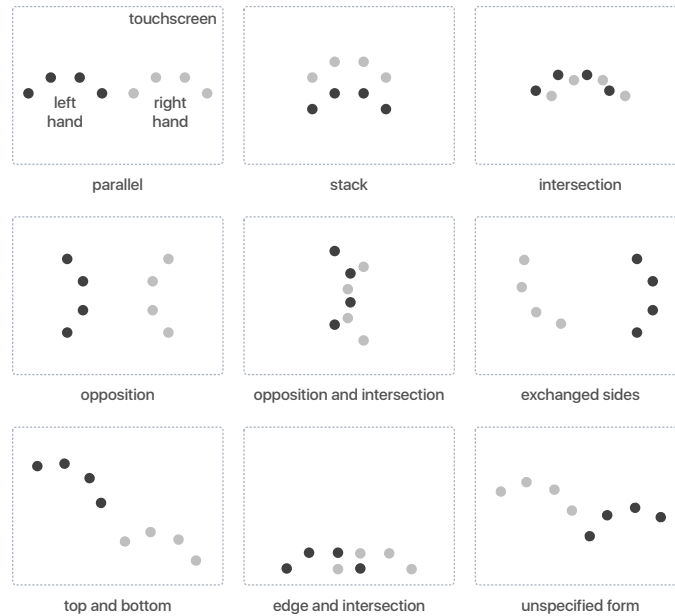 touchscreen
left
hand
right
hand
parallel
stack
intersection
opposition
opposition and intersection
exchanged sides
top and bottom
edge and intersection
unspecified form